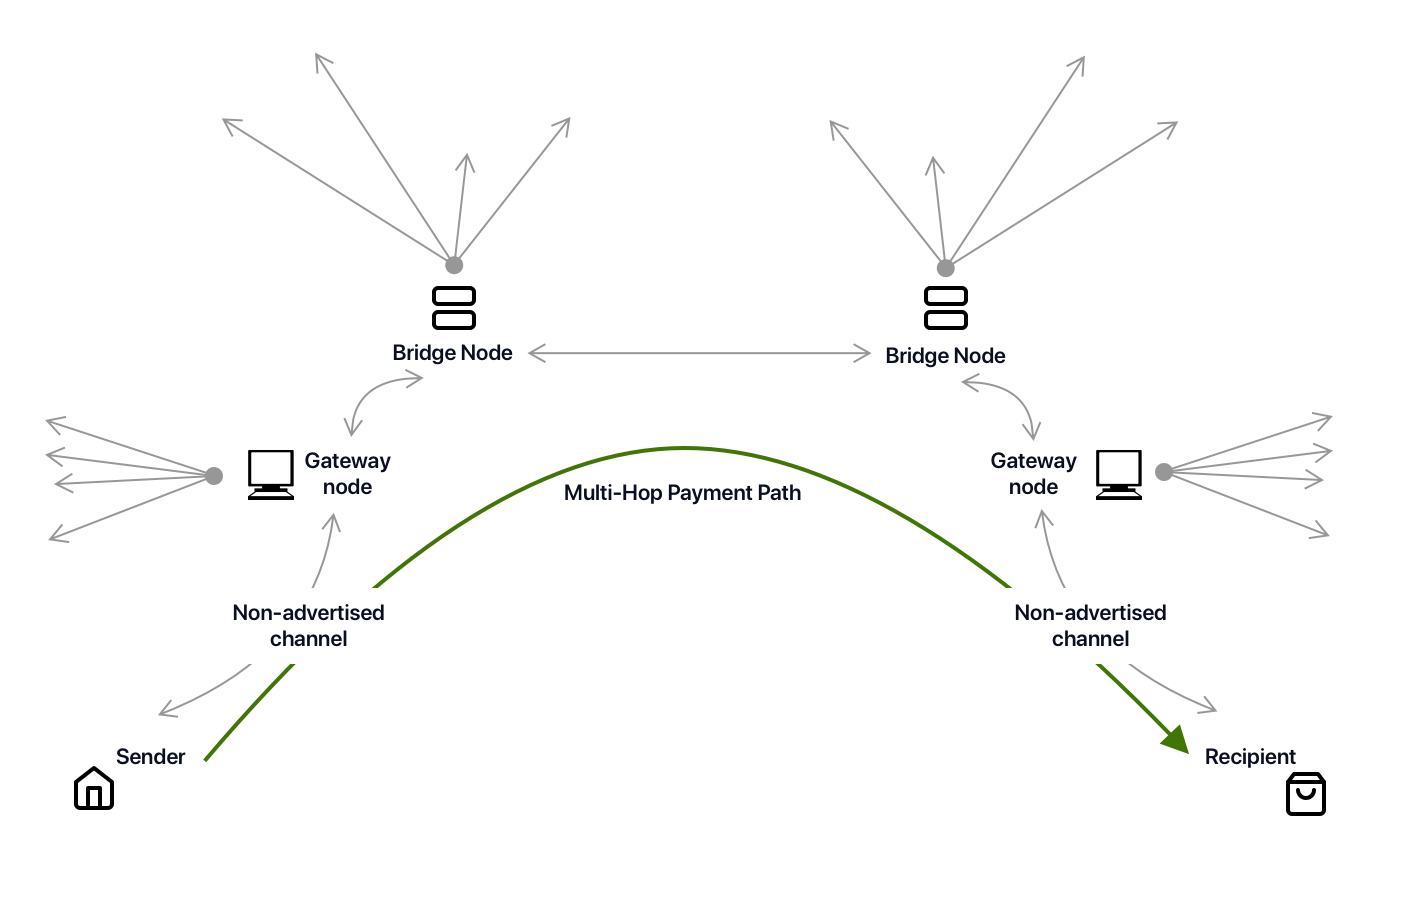 Bridge Node
Bridge Node
Gateway
node
Gateway
node
Multi-Hop Payment Path
Non-advertised
channel
Non-advertised
channel
Sender
Recipient